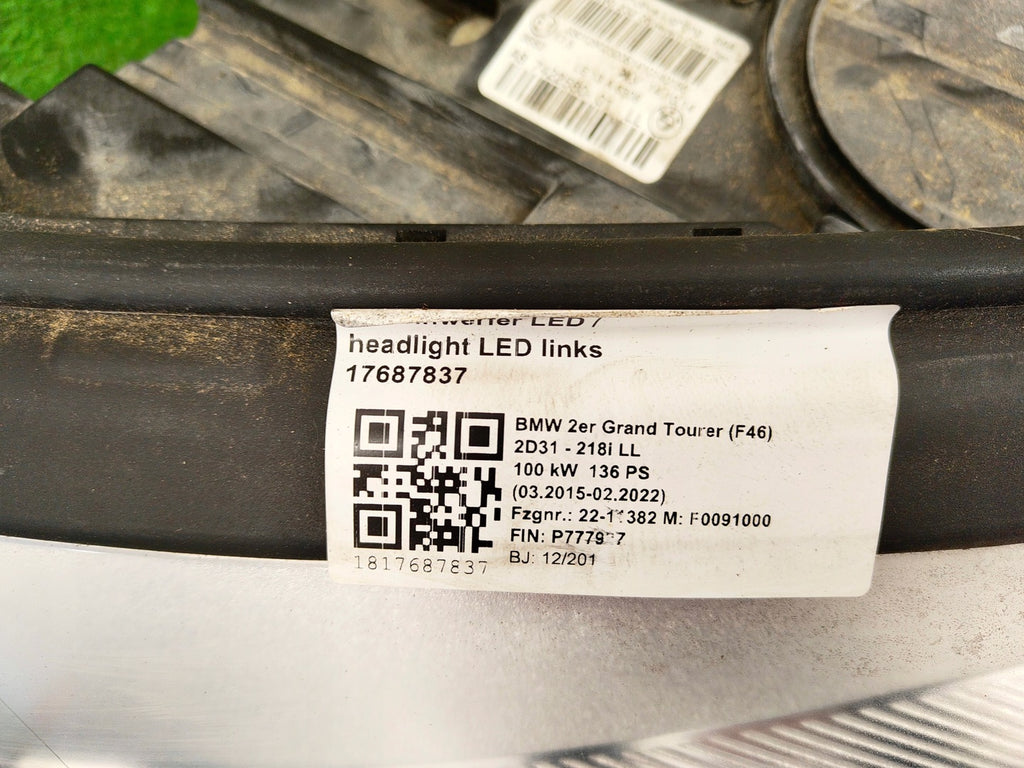 LED /
headlight LED links
17687837
BMW 2er Grand Tourer (F46)
2D31 - 218i LL
100 kW 136 PS
(03.2015-02.2022)
Fzgnr.: M: F0091000
FIN:
BJ: 12/201
1817687837